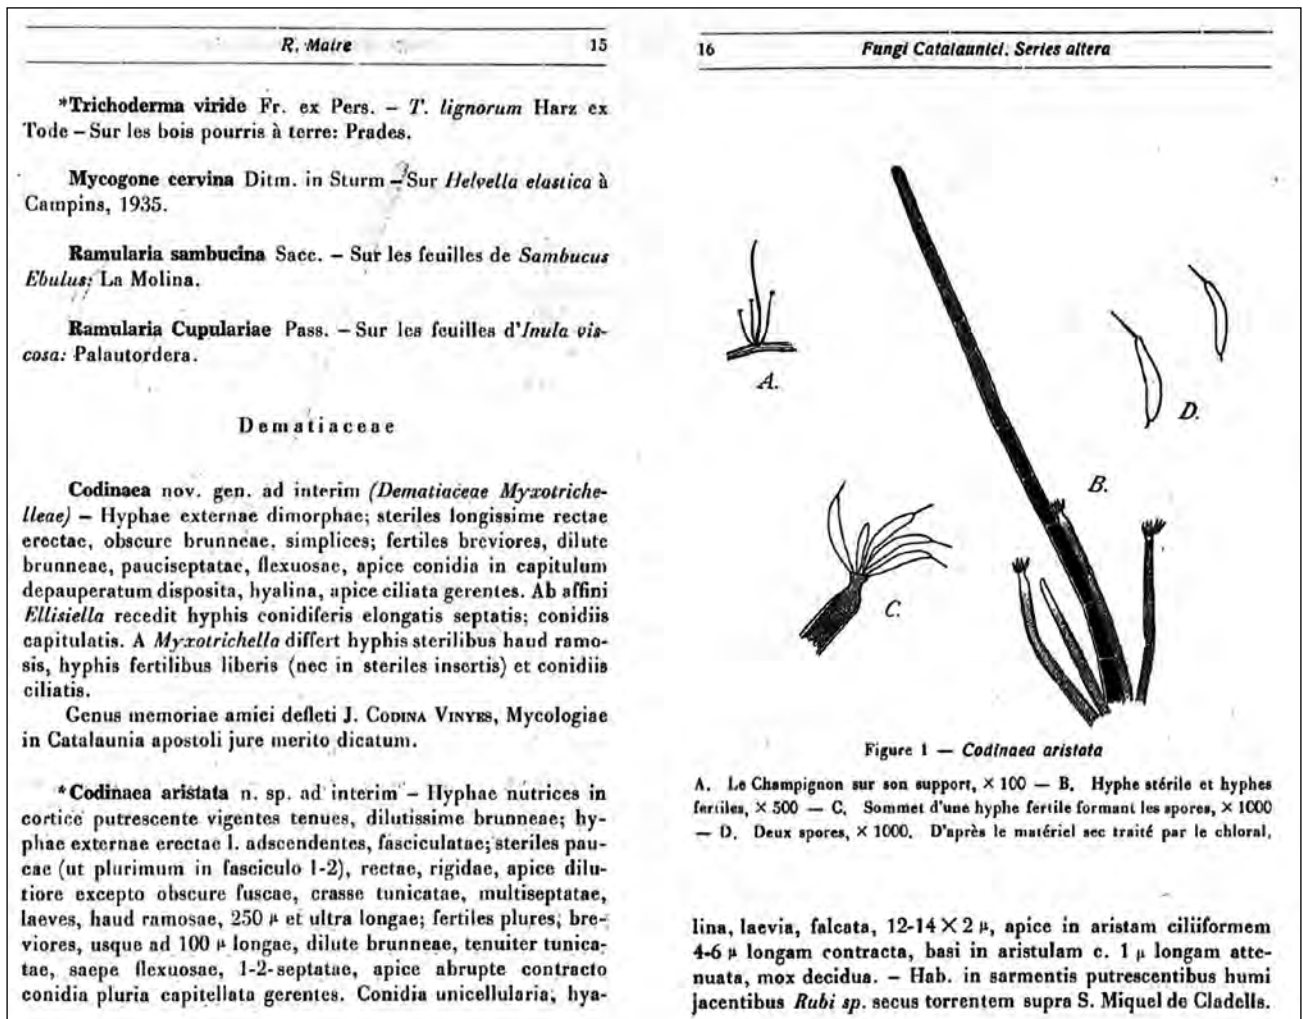 R. Maire 15
*Trichoderma viride Fr. ex Pers. – T. lignorum Harz ex
Tode – Sur les bois pourris à terre: Prades.
Mycogone cervina Ditm. in Sturm – Sur Helvella elastica à
Campins, 1935.
Ramularia sambucina Sacc. – Sur les feuilles de Sambucus
Ebulus: La Molina.
Ramularia Cupulariae Pass. – Sur les feuilles d'Inula vis-
cosa: Palautordera.
Dematiaceae
Codinaea nov. gen. ad interim (Dematiaceae Myxotriche-
lleae) – Hyphae externae dimorphae; steriles longissime rectae
erectae, obscure brunneae, simplices; fertiles breviores, dilute
brunneae, pauciseptatae, flexuosae, apice conidia in capitulum
depauperatum disposita, hyalina, apice ciliata gerentes. Ab affini
Ellisiella recedit hyphis conidiferis elongatis septatis; conidiis
capitulatis. A Myxotrichella differt hyphis sterilibus haud ramo-
sis, hyphis fertilibus liberis (nec in steriles insertis) et conidiis
ciliatis.
Genus memoriae amici defleti J. CODINA VINYES, Mycologiae
in Catalaunia apostoli jure merito dicatum.
*Codinaea aristata n. sp. ad interim – Hyphae nutrices in
cortice putrescente vigentes tenues, dilutissime brunneae; hy-
phae externae erectae l. adscendentes, fasciculatae; steriles pau-
cae (ut plurimum in fasciculo 1-2), rectae, rigidae, apice dilu-
tiore excepto obscure fuscae, crasse tunicatae, multiseptatae,
laeves, haud ramosae, 250 µ et ultra longae; fertiles plures, bre-
viores, usque ad 100 µ longae, dilute brunneae, tenuiter tunica-
tae, saepe flexuosae, 1-2-septatae, apice abrupte contracto
conidia pluria capitellata gerentes. Conidia unicellularia, hya-
16 Fungi Catalaunici. Series altera
A.
B.
C.
D.
Figure 1 — Codinaea aristata
A. Le Champignon sur son support, × 100 — B. Hyphe stérile et hyphes
fertiles, × 500 — C. Sommet d'une hyphe fertile formant les spores, × 1000
— D. Deux spores, × 1000. D'après le matériel sec traité par le chloral,
lina, laevia, falcata, 12-14 × 2 µ, apice in aristam ciliiformem
4-6 µ longam contracta, basi in aristulam c. 1 µ longam atte-
nuata, mox decidua. – Hab. in sarmentis putrescentibus humi
jacentibus Rubi sp. secus torrentem supra S. Miquel de Cladells.